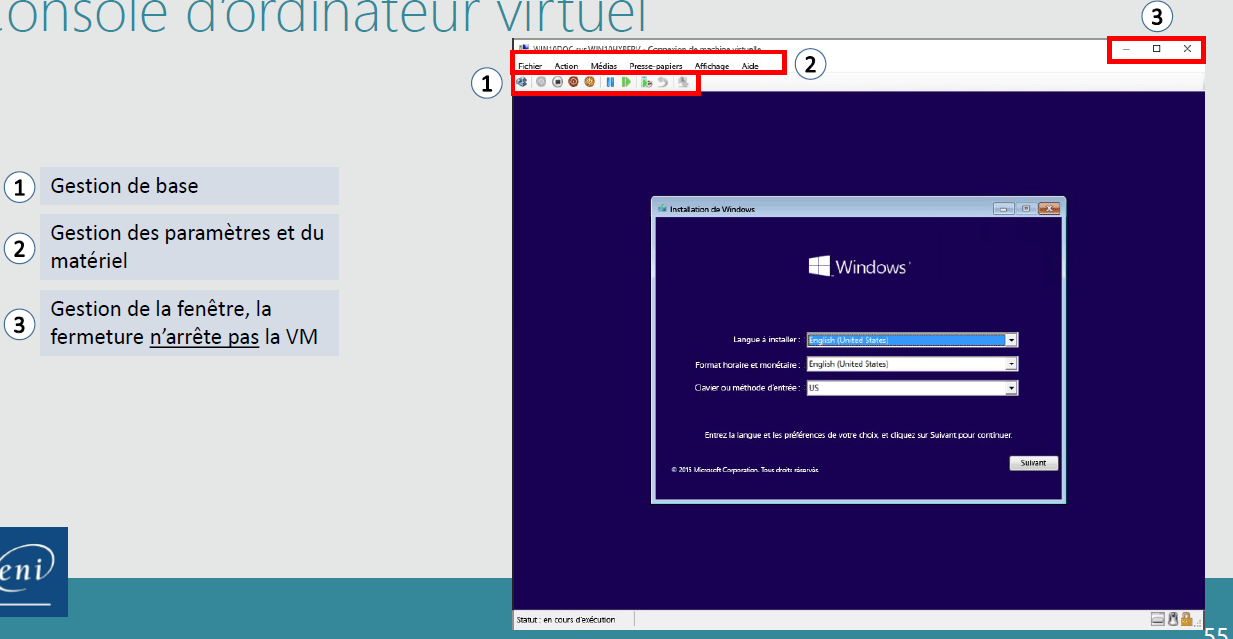 onsole d'ordinateur virtuel
3
WIN10DOC sur WIN10HYPERV - Connexion de machine virtuelle
Fichier Action Médias Presse-papiers Affichage Aide
2
1
1 Gestion de base
2 Gestion des paramètres et du
matériel
3 Gestion de la fenêtre, la
fermeture n'arrête pas la VM
Installation de Windows
Windows
Langue à installer : English (United States)
Format horaire et monétaire : English (United States)
Clavier ou méthode d'entrée : US
Entrez la langue et les préférences de votre choix, et cliquez sur Suivant pour continuer.
Suivant
© 2015 Microsoft Corporation. Tous droits réservés.
eni
Statut : en cours d'exécution
55